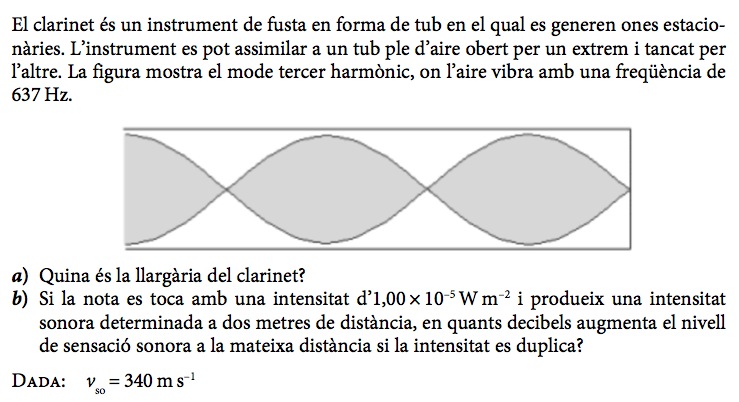 El clarinet és un instrument de fusta en forma de tub en el qual es generen ones estacio-
nàries. L'instrument es pot assimilar a un tub ple d'aire obert per un extrem i tancat per
l'altre. La figura mostra el mode tercer harmònic, on l'aire vibra amb una freqüència de
637 Hz.
a) Quina és la llargària del clarinet?
b) Si la nota es toca amb una intensitat d'1,00 × 10⁻⁵ W m⁻² i produeix una intensitat
sonora determinada a dos metres de distància, en quants decibels augmenta el nivell
de sensació sonora a la mateixa distància si la intensitat es duplica?
DADA: v_so = 340 m s⁻¹